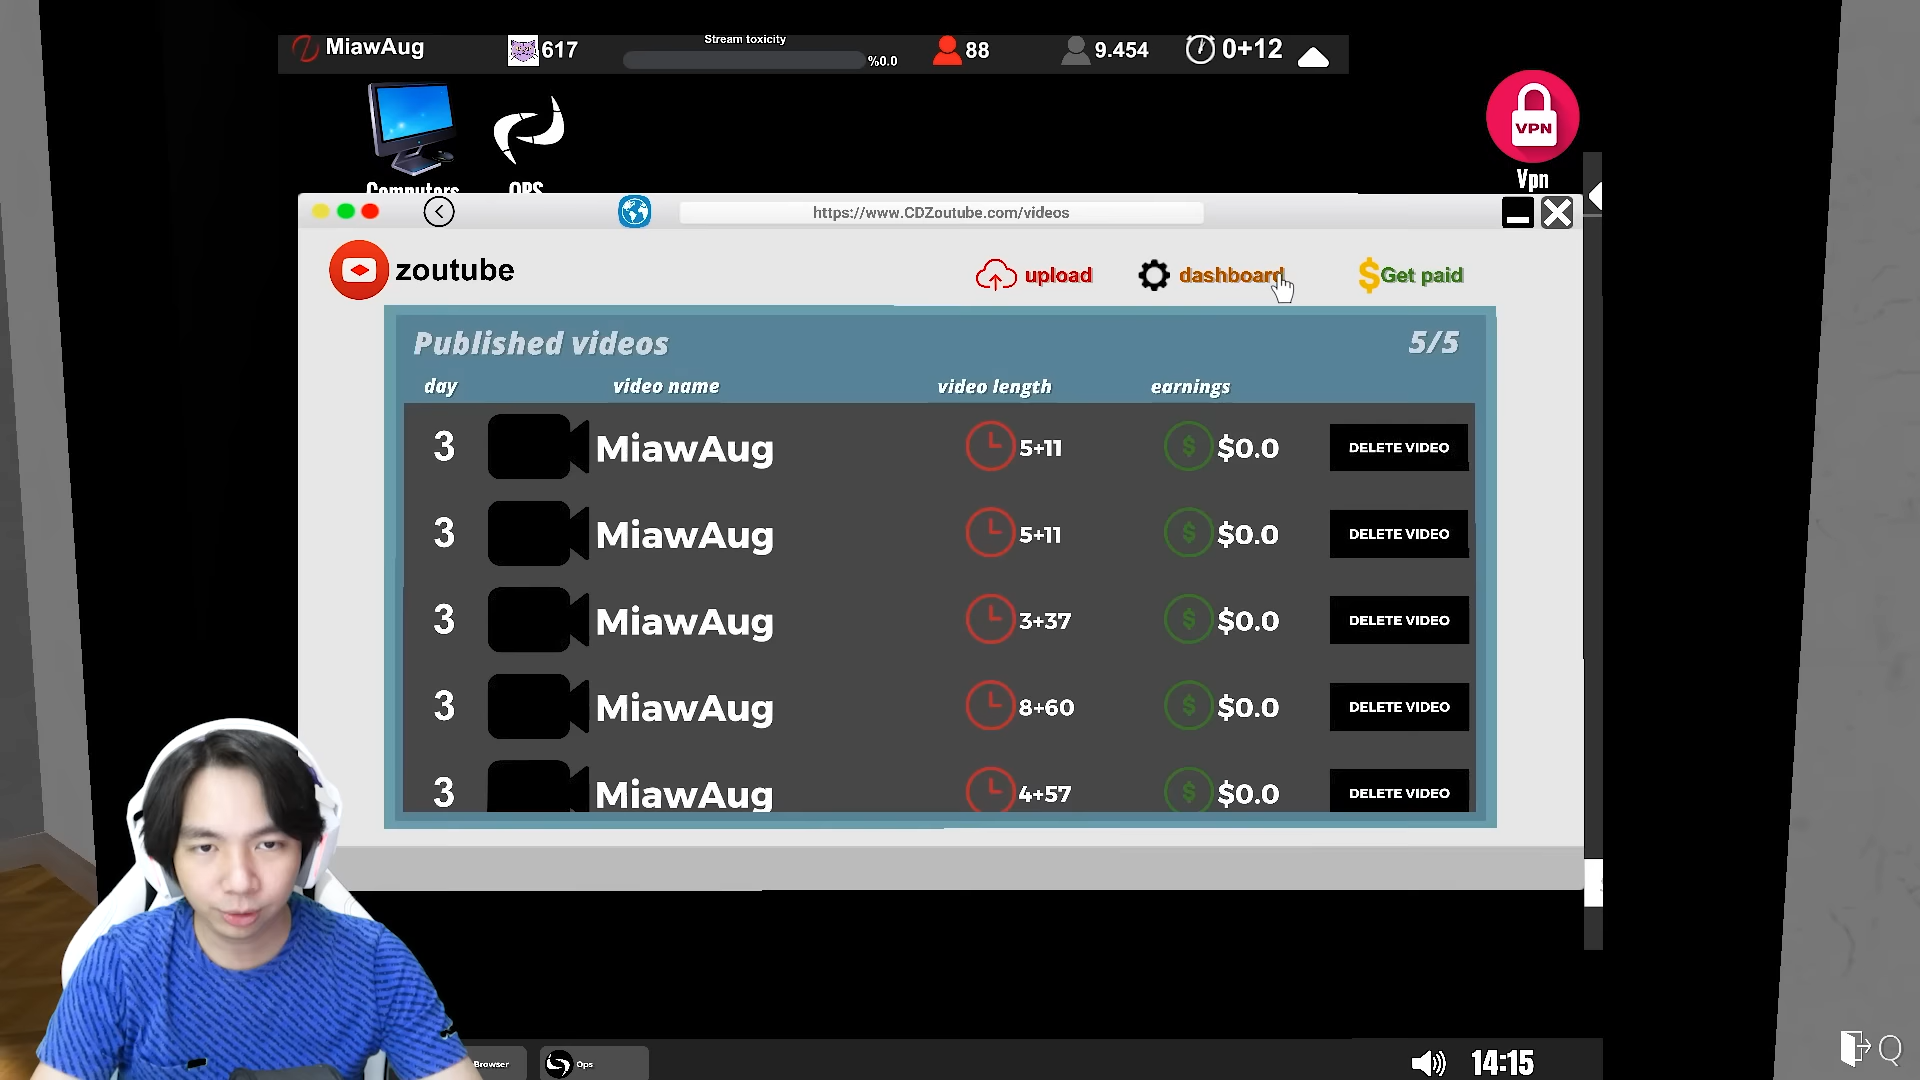 MiawAug
617
Stream toxicity
%0.0
88
9.454
0+12
VPN
Vpn
Computers
OPS
https://www.CDZoutube.com/videos
zoutube
upload
dashboard
$Get paid
Published videos
5/5
day
video name
video length
earnings
3
MiawAug
5+11
$
$0.0
DELETE VIDEO
3
MiawAug
5+11
$
$0.0
DELETE VIDEO
3
MiawAug
3+37
$
$0.0
DELETE VIDEO
3
MiawAug
8+60
$
$0.0
DELETE VIDEO
3
MiawAug
4+57
$
$0.0
DELETE VIDEO
Browser
Ops
14:15
Q